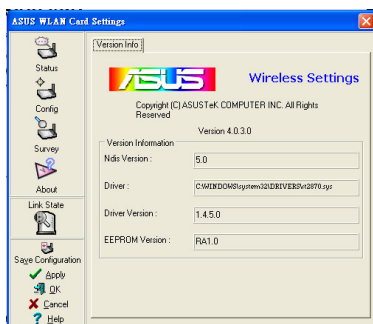 ASUS WLAN Card Settings
Status
Config
Survey
About
Link State
Save Configuration
Apply
OK
Cancel
Help
Version Info
ASUS
Wireless Settings
Copyright (C) ASUSTeK COMPUTER INC. All Rights
Reserved
Version 4.0.3.0
Version Information
Ndis Version : 5.0
Driver : C:\WINDOWS\system32\DRIVERS\rt2870.sys
Driver Version : 1.4.5.0
EEPROM Version : RA1.0